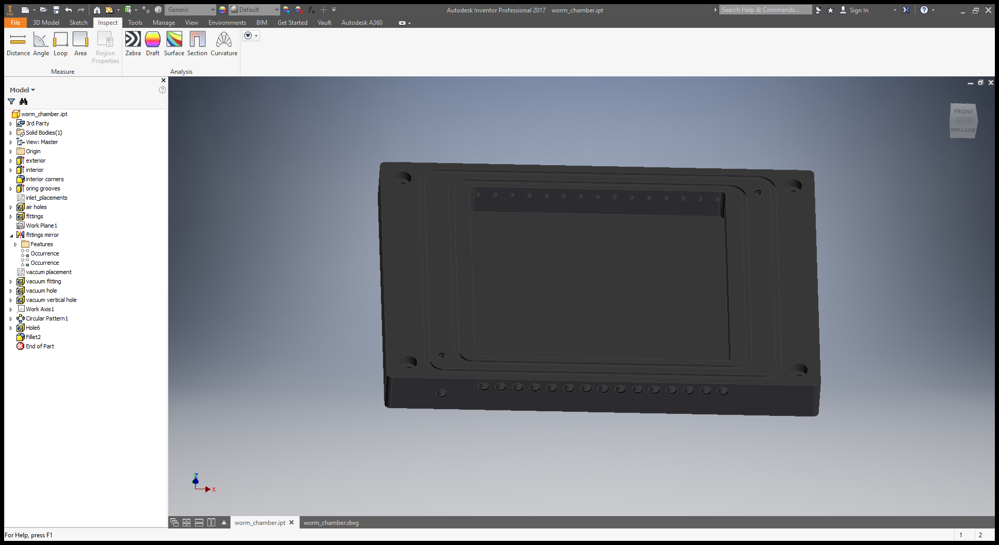 Generic
Default
Autodesk Inventor Professional 2017 worm_chamber.ipt
Search Help & Commands...
Sign In
PRO
File 3D Model Sketch Inspect Tools Manage View Environments BIM Get Started Vault Autodesk A360
Distance Angle Loop Area Region Properties
Zebra Draft Surface Section Curvature
Measure
Analysis
Model
worm_chamber.ipt
3rd Party
Solid Bodies(1)
View: Master
Origin
exterior
interior
interior corners
oring grooves
inlet_placements
air holes
fittings
Work Plane1
fittings mirror
Features
Occurrence
Occurrence
vaccum placement
vacuum fitting
vacuum hole
vacuum vertical hole
Work Axis1
Circular Pattern1
Hole6
Fillet2
End of Part
FRONT
BOTTOM
Z
X
worm_chamber.ipt
worm_chamber.dwg
For Help, press F1
1 2